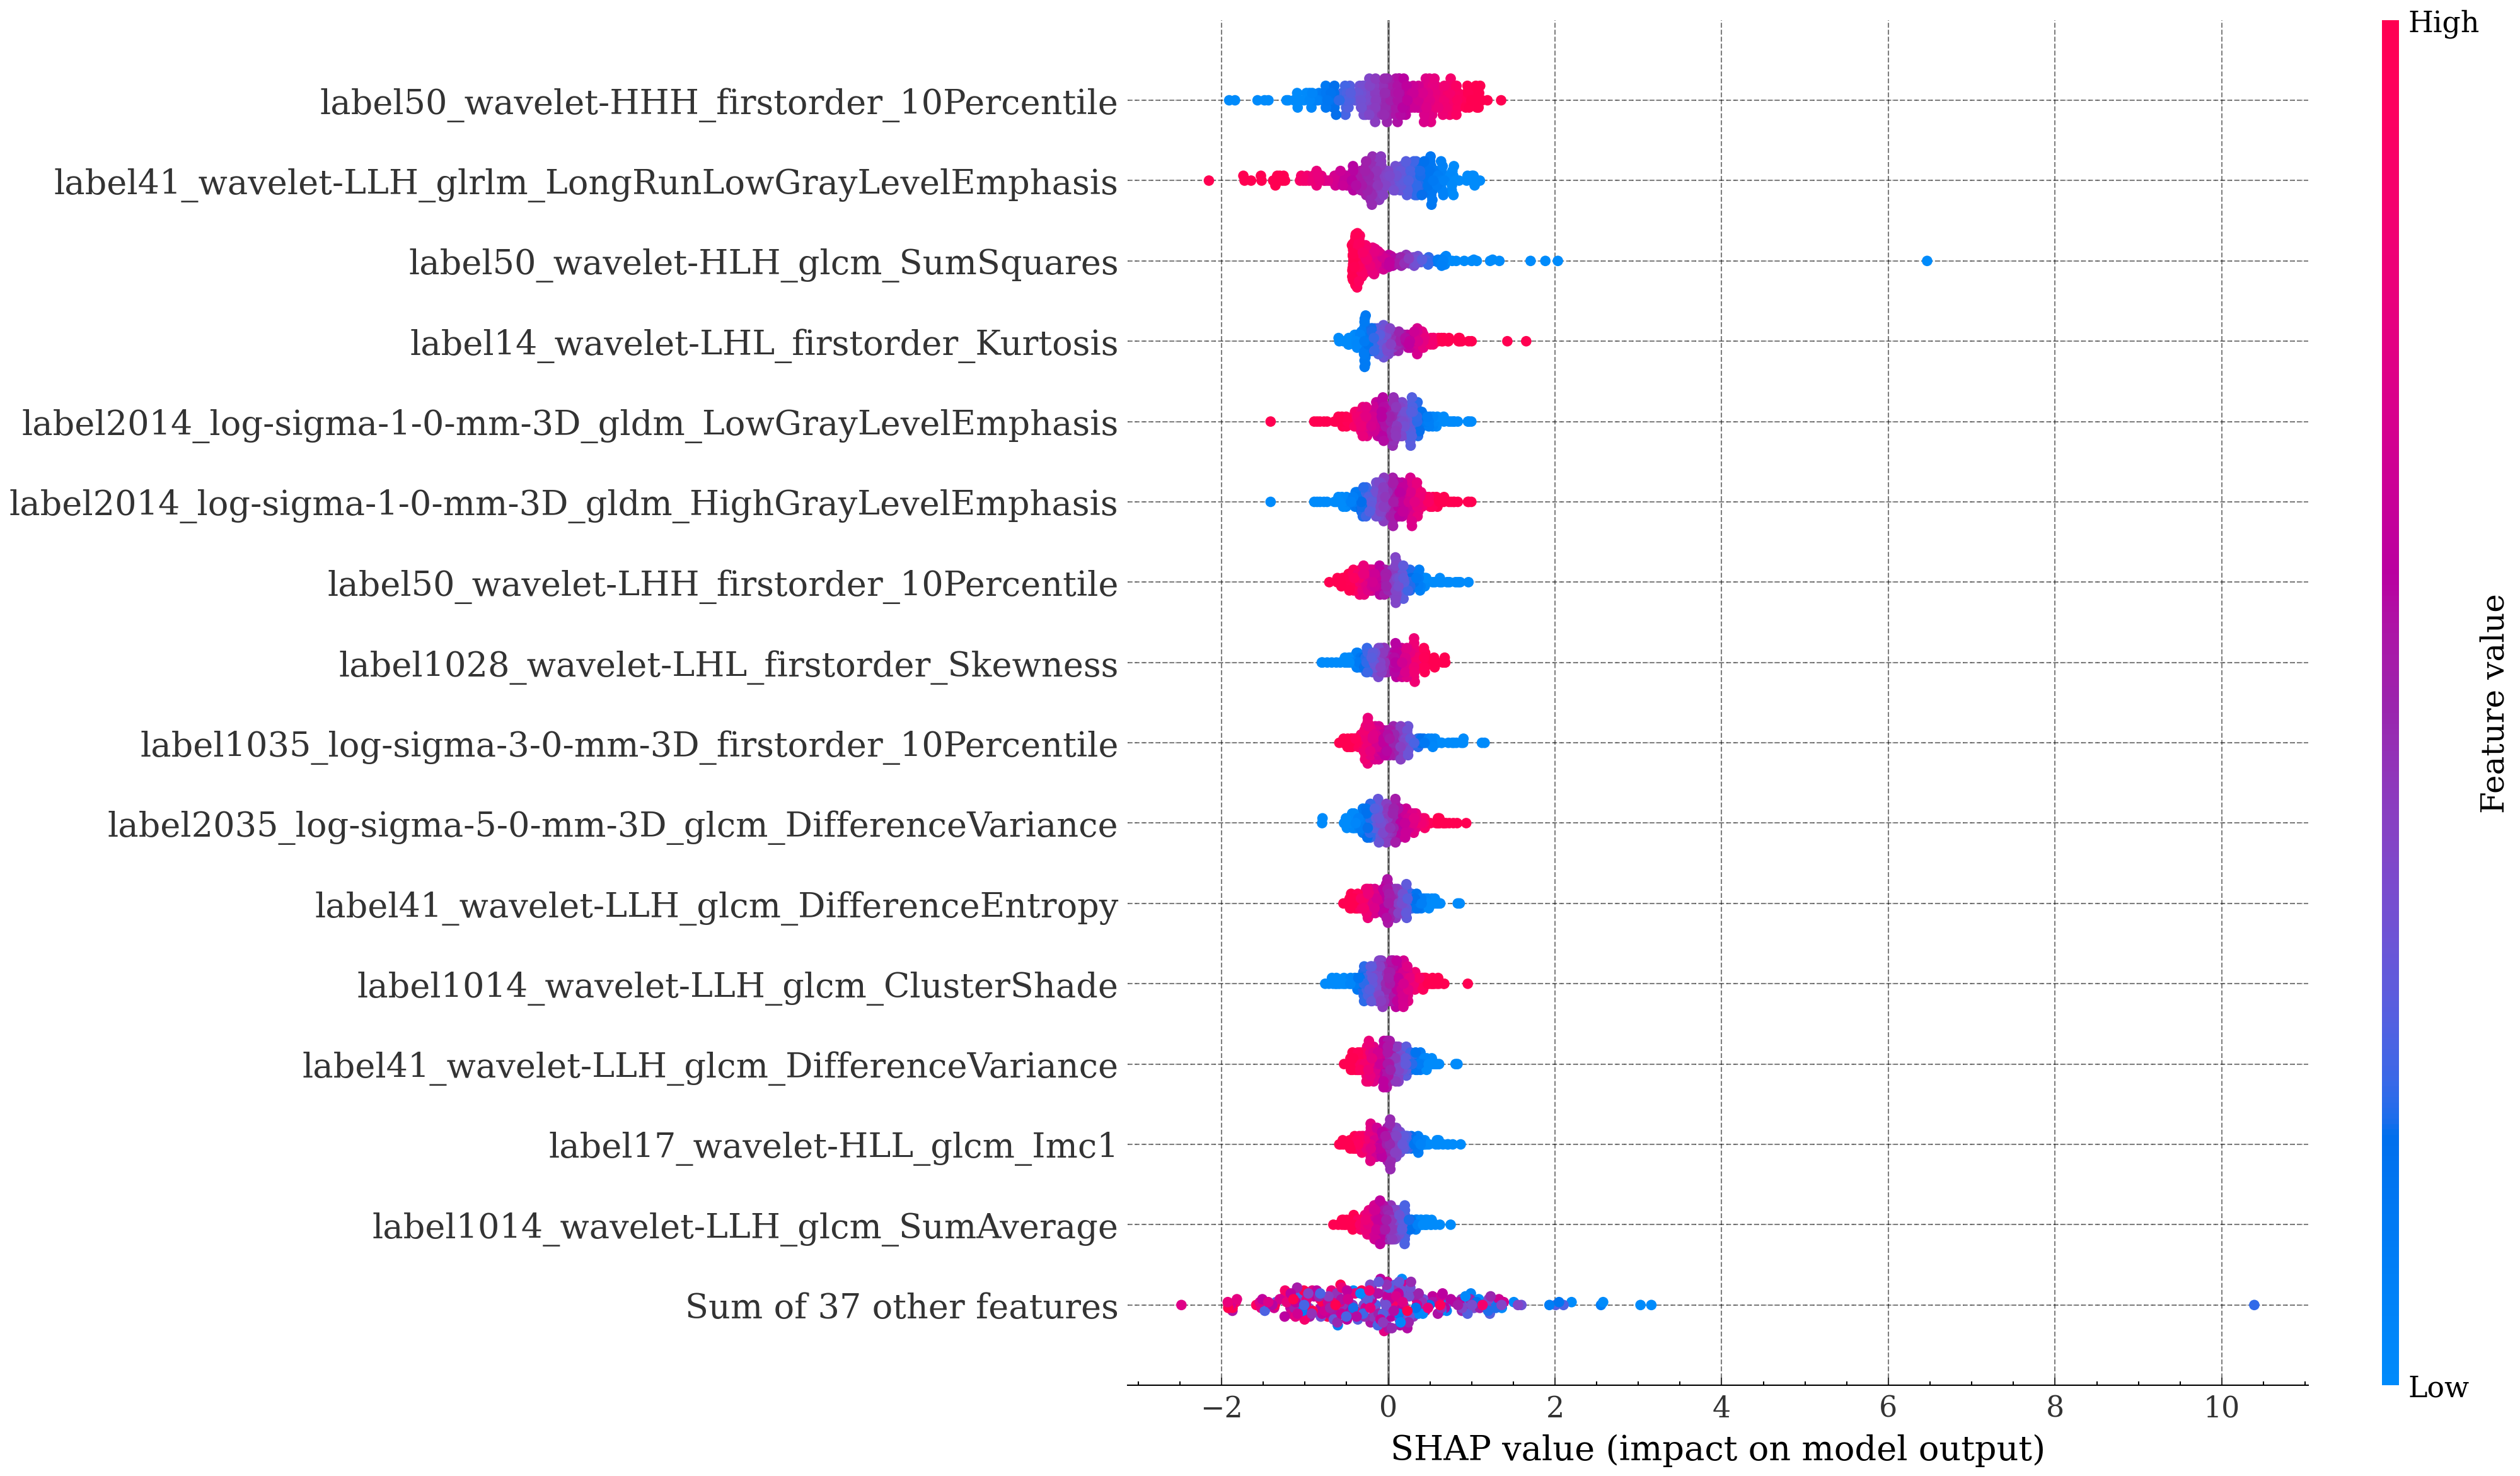 High
label50_wavelet-HHH_firstorder_10Percentile
label41_wavelet-LLH_glrlm_LongRunLowGrayLevelEmphasis
label50_wavelet-HLH_glcm_SumSquares
label14_wavelet-LHL_firstorder_Kurtosis
label2014_log-sigma-1-0-mm-3D_gldm_LowGrayLevelEmphasis
label2014_log-sigma-1-0-mm-3D_gldm_HighGrayLevelEmphasis
label50_wavelet-LHH_firstorder_10Percentile
label1028_wavelet-LHL_firstorder_Skewness
label1035_log-sigma-3-0-mm-3D_firstorder_10Percentile
label2035_log-sigma-5-0-mm-3D_glcm_DifferenceVariance
label41_wavelet-LLH_glcm_DifferenceEntropy
label1014_wavelet-LLH_glcm_ClusterShade
label41_wavelet-LLH_glcm_DifferenceVariance
label17_wavelet-HLL_glcm_Imc1
label1014_wavelet-LLH_glcm_SumAverage
Sum of 37 other features
Feature value
Low
−2 0 2 4 6 8 10
SHAP value (impact on model output)